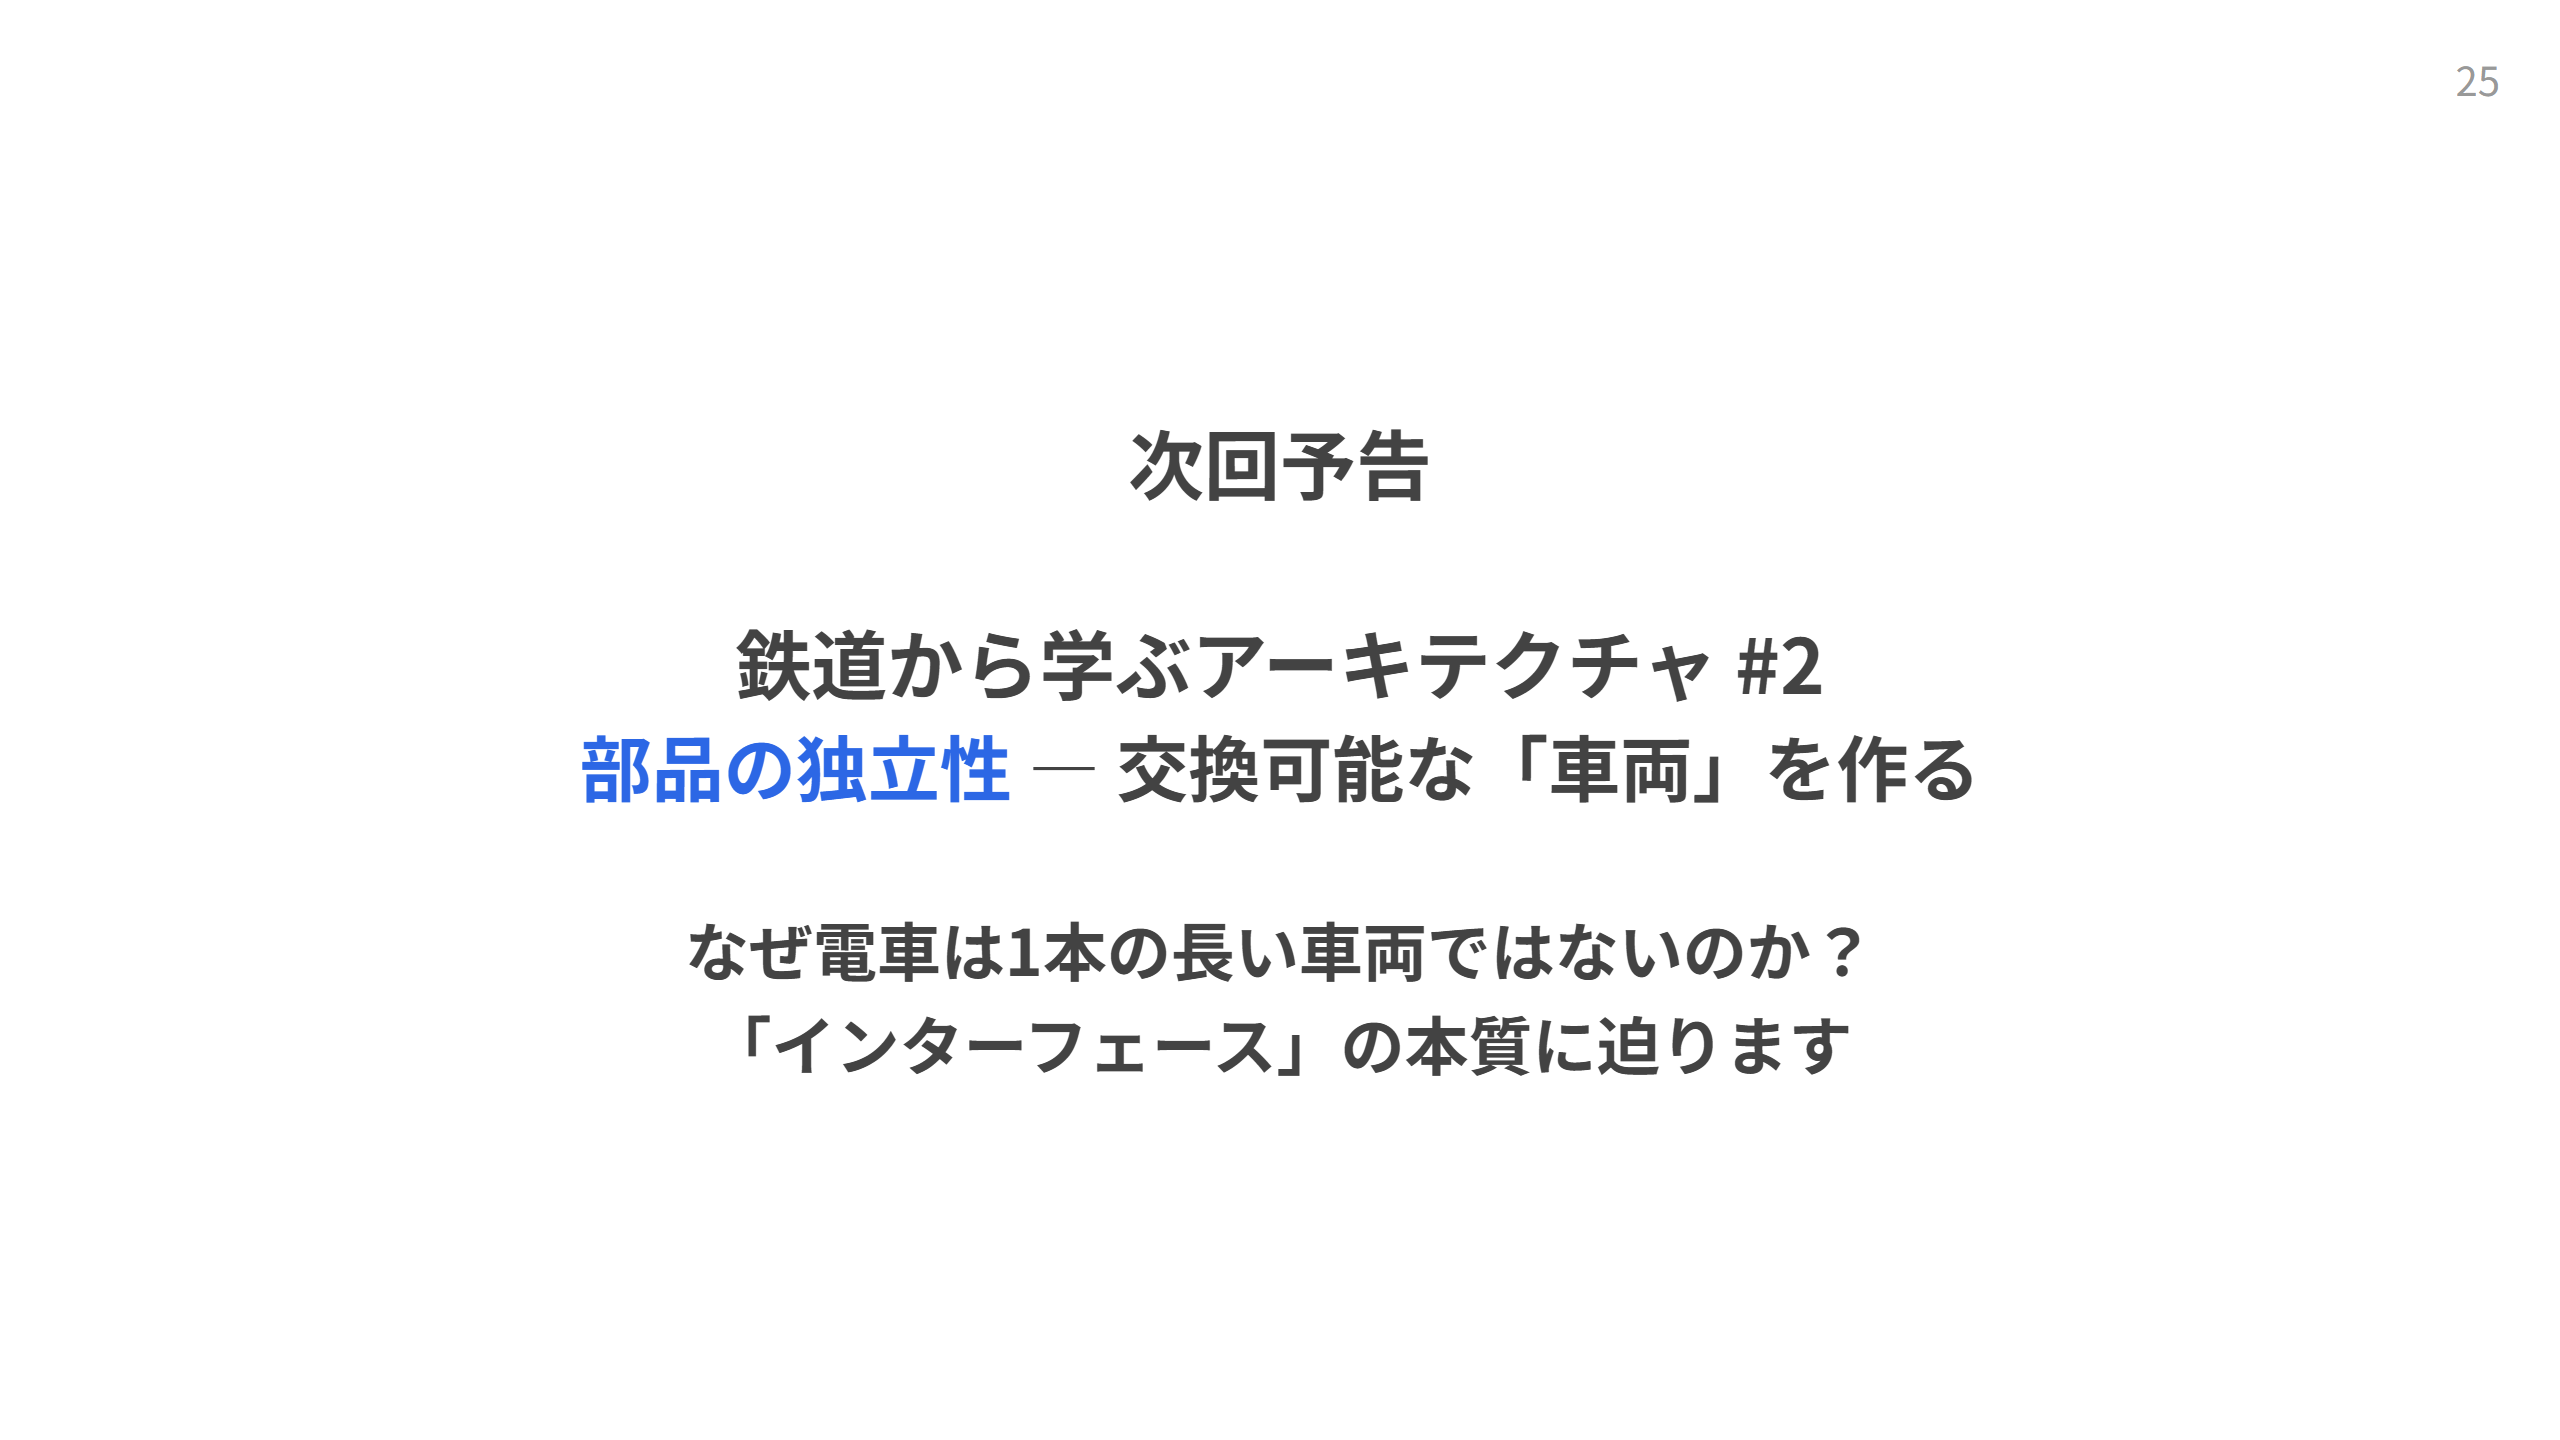 25
次回予告
鉄道から学ぶアーキテクチャ #2
部品の独立性 ― 交換可能な「車両」を作る
なぜ電車は1本の長い車両ではないのか？
「インターフェース」の本質に迫ります